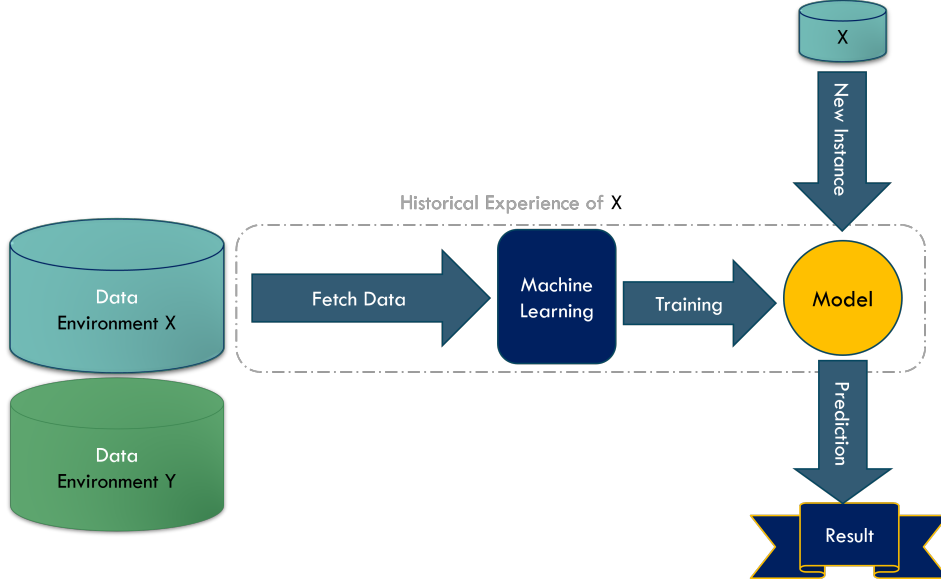 X
New Instance
Historical Experience of X
Data
Environment X
Fetch Data
Machine
Learning
Training
Model
Prediction
Data
Environment Y
Result